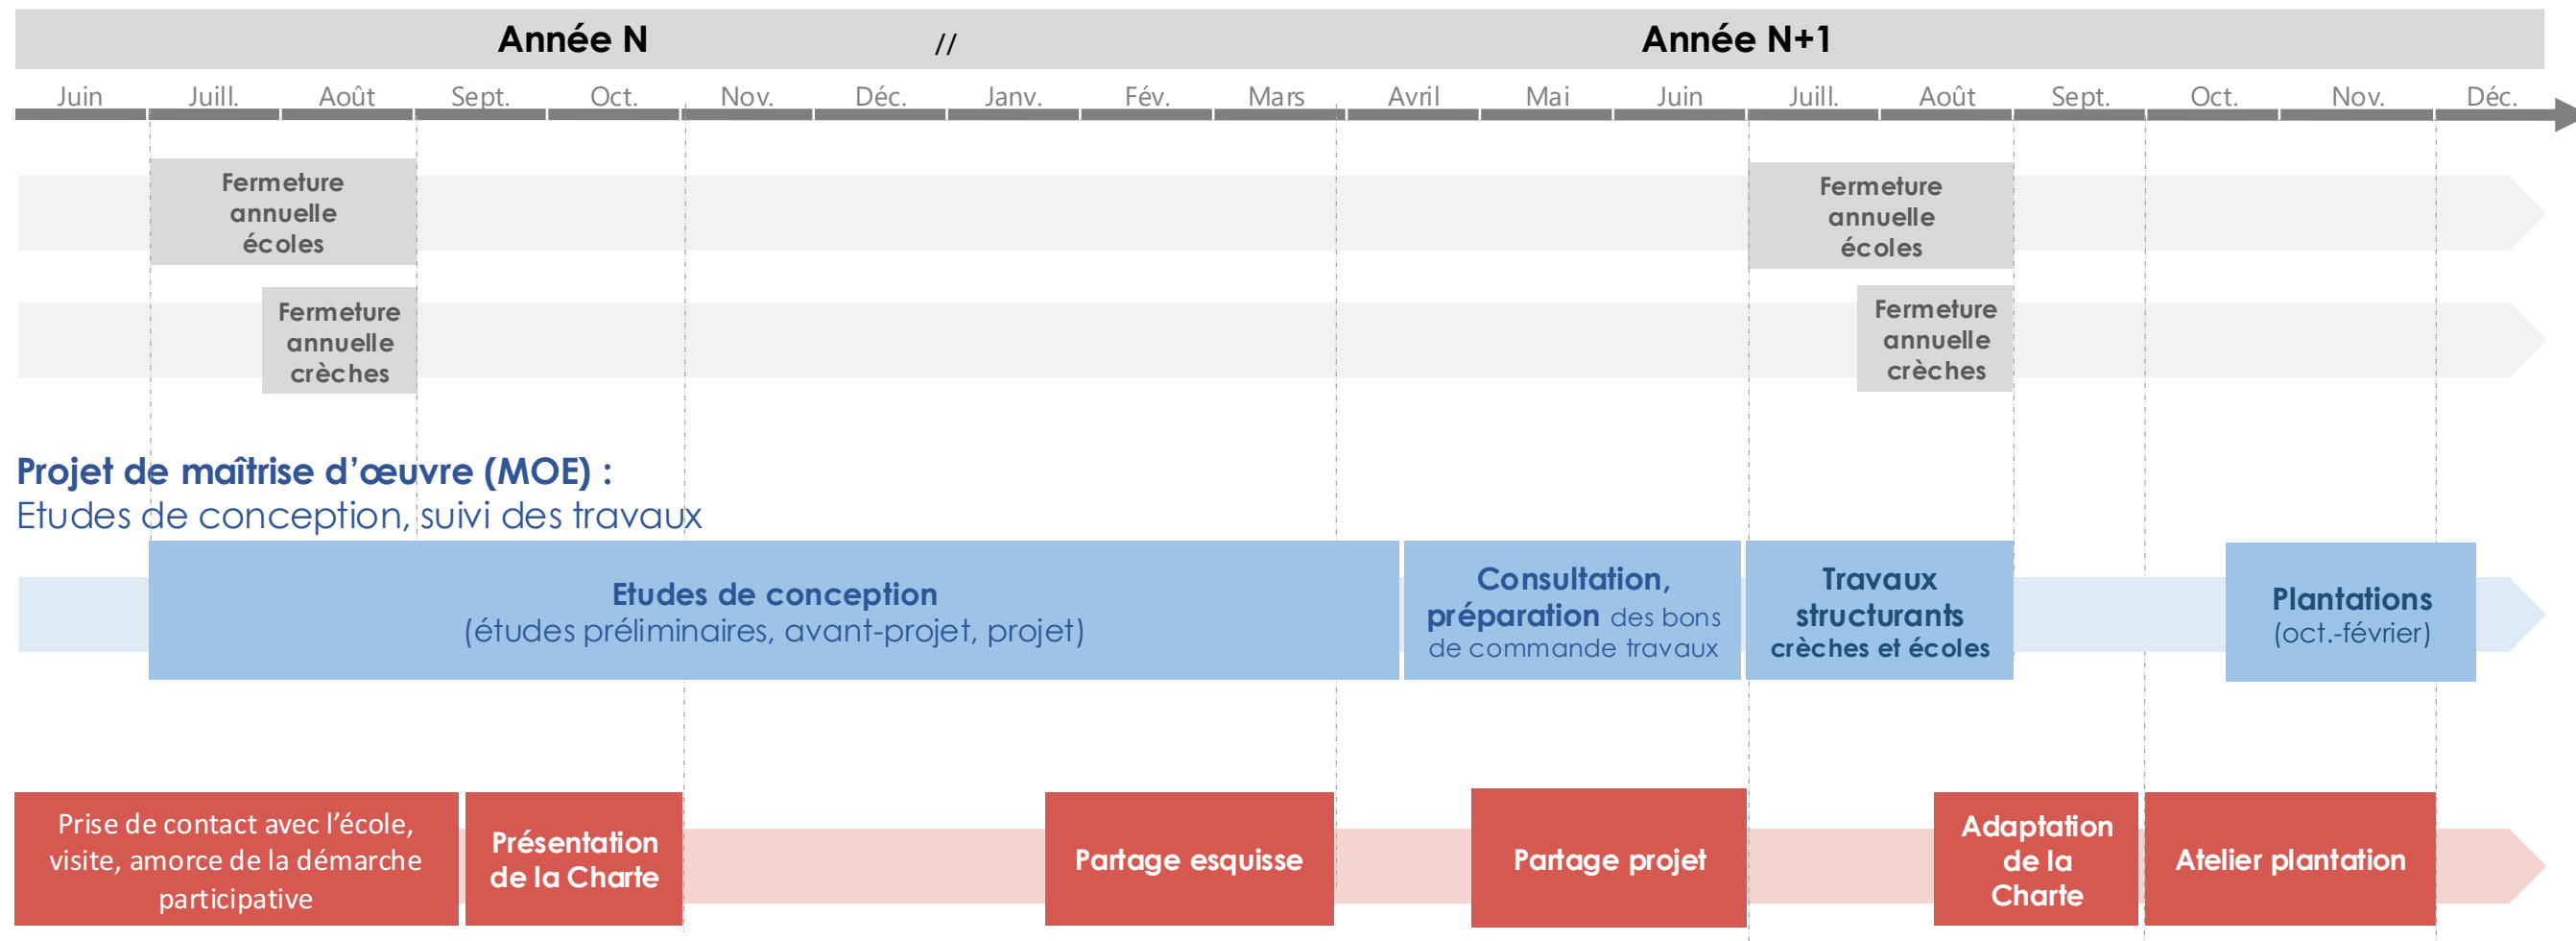 Année N // Année N+1
Juin Juill. Août Sept. Oct. Nov. Déc. Janv. Fév. Mars Avril Mai Juin Juill. Août Sept. Oct. Nov. Déc.
Fermeture
annuelle
écoles
Fermeture
annuelle
écoles
Fermeture
annuelle
crèches
Fermeture
annuelle
crèches
Projet de maîtrise d’œuvre (MOE) :
Etudes de conception, suivi des travaux
Etudes de conception
(études préliminaires, avant-projet, projet)
Consultation,
préparation des bons
de commande travaux
Travaux
structurants
crèches et écoles
Plantations
(oct.-février)
Prise de contact avec l’école,
visite, amorce de la démarche
participative
Présentation
de la Charte
Partage esquisse
Partage projet
Adaptation
de la
Charte
Atelier plantation